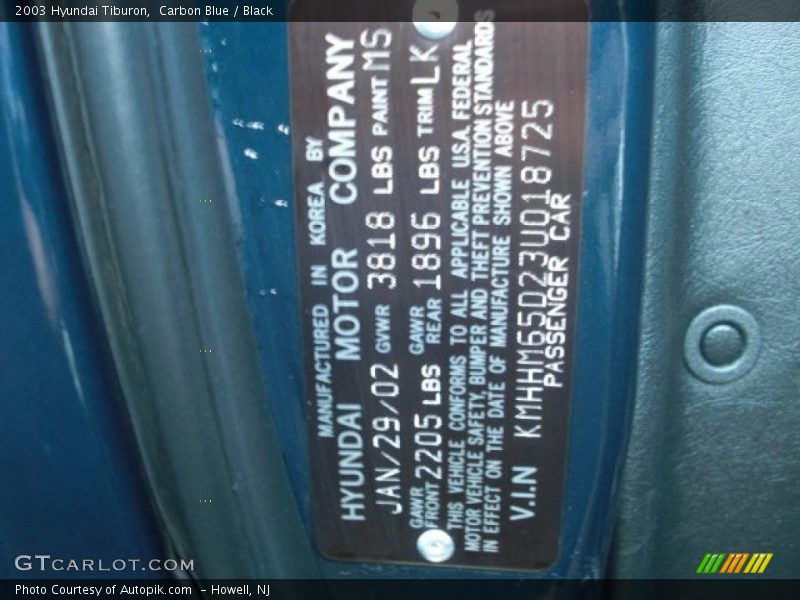 2003 Hyundai Tiburon,  Carbon Blue / Black
MANUFACTURED IN KOREA BY
HYUNDAI MOTOR COMPANY
JAN/29/02 GVWR 3818 LBS PAINT MS
GAWR FRONT 2205 LBS GAWR REAR 1896 LBS TRIM LK
THIS VEHICLE CONFORMS TO ALL APPLICABLE U.S.A. FEDERAL
MOTOR VEHICLE SAFETY, BUMPER AND THEFT PREVENTION STANDARDS
IN EFFECT ON THE DATE OF MANUFACTURE SHOWN ABOVE
V.I.N KMHHM65D23U018725
PASSENGER CAR
GTCARLOT.COM
Photo Courtesy of Autopik.com  - Howell, NJ